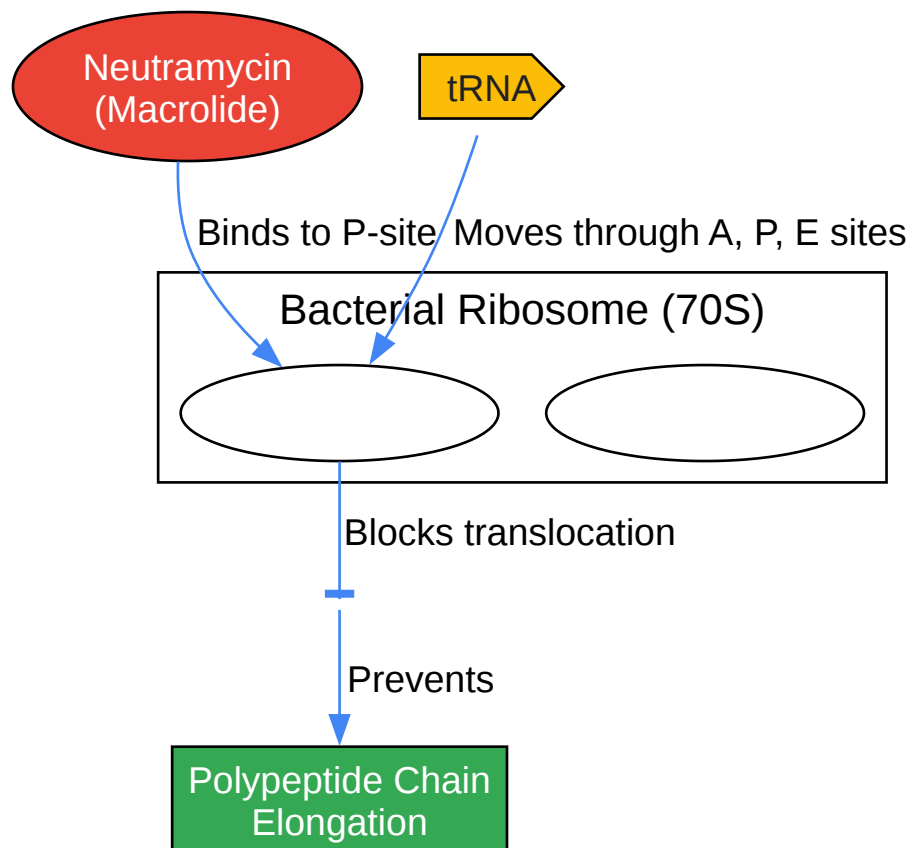 Neutramycin
(Macrolide)
tRNA
Binds to P-site
Moves through A, P, E sites
Bacterial Ribosome (70S)
Blocks translocation
Prevents
Polypeptide Chain
Elongation